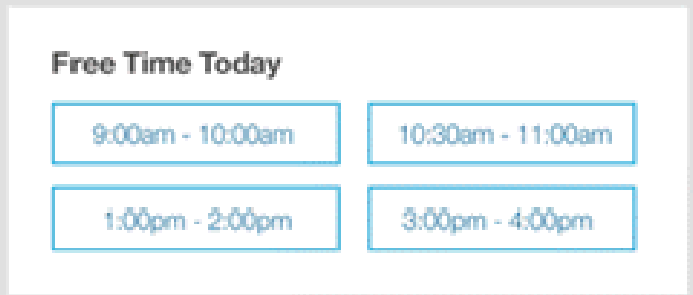 Free Time Today
9:00am - 10:00am
10:30am - 11:00am
1:00pm - 2:00pm
3:00pm - 4:00pm